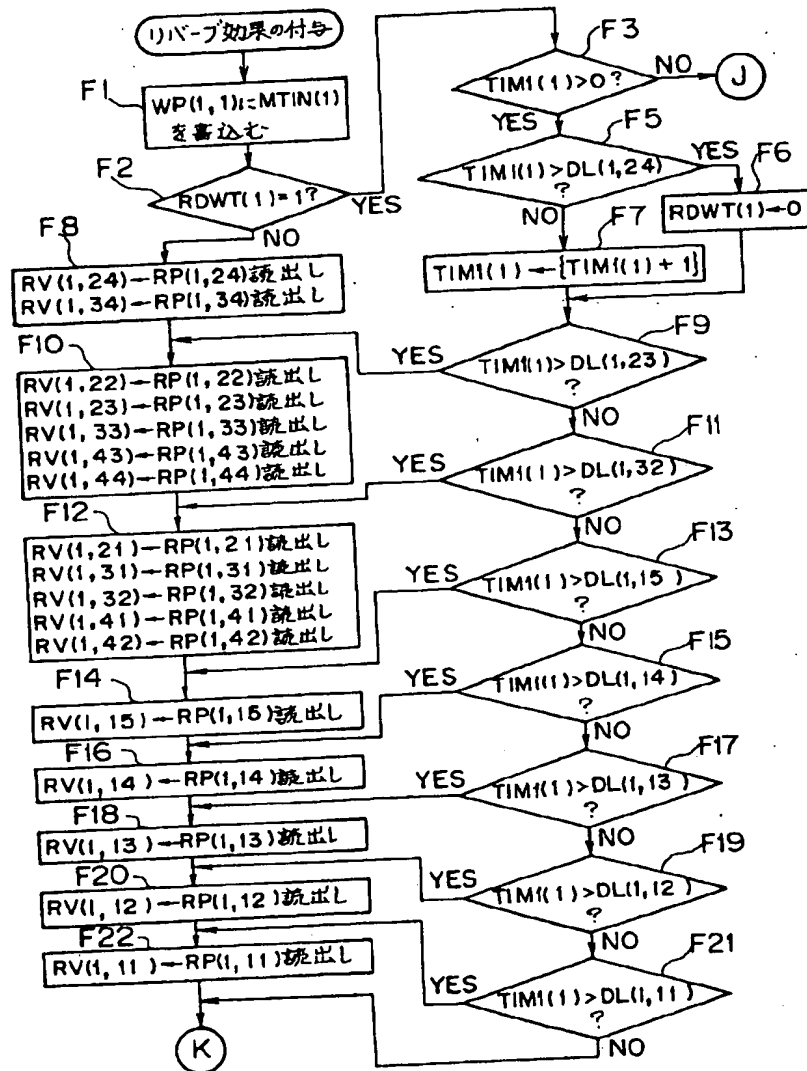 リバーブ効果の付与
F1
WP(1,1)にMTIN(1)
を書込む
F2
RDWT(1)=1?
YES
NO
F3
TIM1(1)>0?
NO
J
YES
F5
TIM1(1)>DL(1,24)
?
YES
NO
F6
RDWT(1)←0
F7
TIM1(1)←{TIM1(1)+1}
F8
RV(1,24)←RP(1,24)読出し
RV(1,34)←RP(1,34)読出し
F9
TIM1(1)>DL(1,23)
?
YES
NO
F10
RV(1,22)←RP(1,22)読出し
RV(1,23)←RP(1,23)読出し
RV(1,33)←RP(1,33)読出し
RV(1,43)←RP(1,43)読出し
RV(1,44)←RP(1,44)読出し
F11
TIM1(1)>DL(1,32)
?
YES
NO
F12
RV(1,21)←RP(1,21)読出し
RV(1,31)←RP(1,31)読出し
RV(1,32)←RP(1,32)読出し
RV(1,41)←RP(1,41)読出し
RV(1,42)←RP(1,42)読出し
F13
TIM1(1)>DL(1,15)
?
YES
NO
F14
RV(1,15)←RP(1,15)読出し
F15
TIM1(1)>DL(1,14)
?
YES
NO
F16
RV(1,14)←RP(1,14)読出し
F17
TIM1(1)>DL(1,13)
?
YES
NO
F18
RV(1,13)←RP(1,13)読出し
F19
TIM1(1)>DL(1,12)
?
YES
NO
F20
RV(1,12)←RP(1,12)読出し
F21
TIM1(1)>DL(1,11)
?
YES
NO
F22
RV(1,11)←RP(1,11)読出し
K